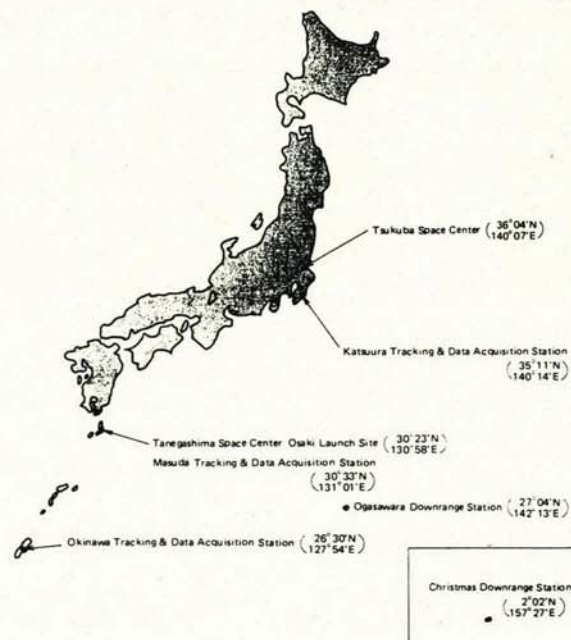 Tsukuba Space Center (36°04'N
140°07'E)
Katsuura Tracking & Data Acquisition Station
(35°11'N
140°14'E)
Tanegashima Space Center Osaki Launch Site (30°23'N
130°58'E)
Masuda Tracking & Data Acquisition Station
(30°33'N
131°01'E)
Ogasawara Downrange Station (27°04'N
142°13'E)
Okinawa Tracking & Data Acquisition Station (26°30'N
127°54'E)
Christmas Downrange Station
(2°02'N
157°27'E)